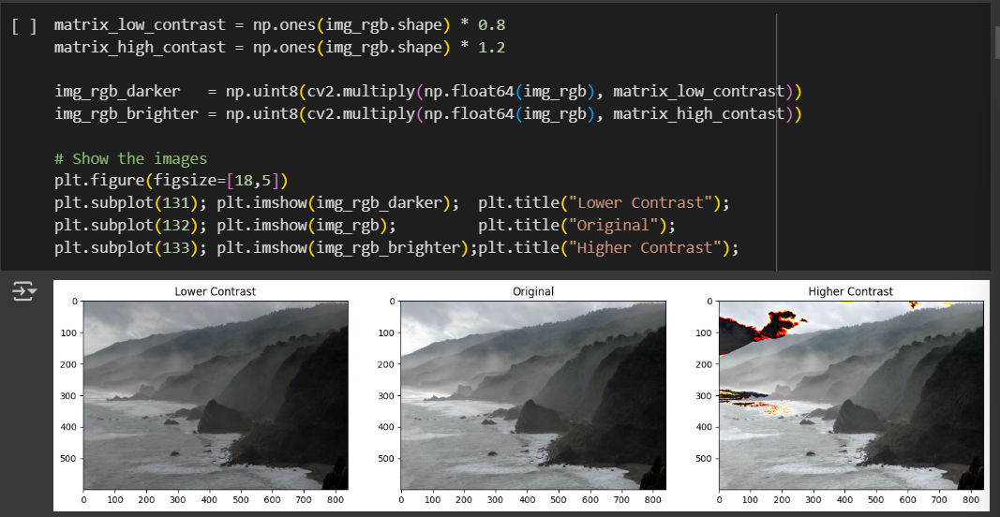 [ ] matrix_low_contrast = np.ones(img_rgb.shape) * 0.8
matrix_high_contast = np.ones(img_rgb.shape) * 1.2
img_rgb_darker   = np.uint8(cv2.multiply(np.float64(img_rgb), matrix_low_contrast))
img_rgb_brighter = np.uint8(cv2.multiply(np.float64(img_rgb), matrix_high_contast))
# Show the images
plt.figure(figsize=[18,5])
plt.subplot(131); plt.imshow(img_rgb_darker);  plt.title("Lower Contrast");
plt.subplot(132); plt.imshow(img_rgb);         plt.title("Original");
plt.subplot(133); plt.imshow(img_rgb_brighter);plt.title("Higher Contrast");
Lower Contrast
0
100
200
300
400
500
0 100 200 300 400 500 600 700 800
Original
0
100
200
300
400
500
0 100 200 300 400 500 600 700 800
Higher Contrast
0
100
200
300
400
500
0 100 200 300 400 500 600 700 800